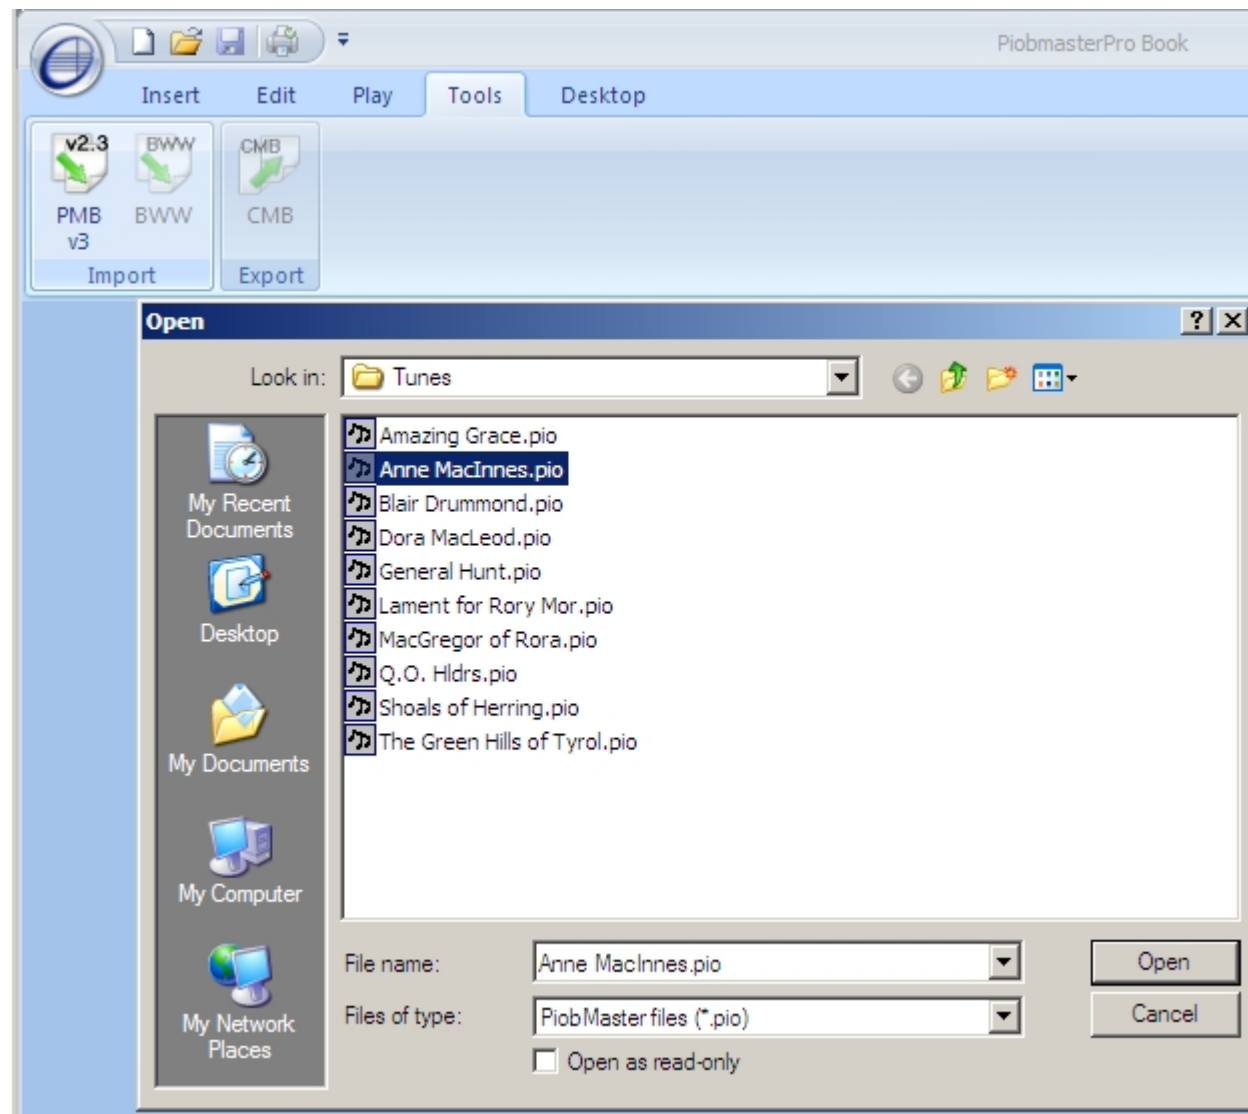 PiobmasterPro Book
Insert Edit Play Tools Desktop
v2.3 BWW CMB
PMB v3 BWW CMB
Import Export
Open
? X
Look in: Tunes
My Recent Documents
Desktop
My Documents
My Computer
My Network Places
Amazing Grace.pio
Anne MacInnes.pio
Blair Drummond.pio
Dora MacLeod.pio
General Hunt.pio
Lament for Rory Mor.pio
MacGregor of Rora.pio
Q.O. Hldrs.pio
Shoals of Herring.pio
The Green Hills of Tyrol.pio
File name: Anne MacInnes.pio Open
Files of type: PiobMaster files (*.pio) Cancel
Open as read-only